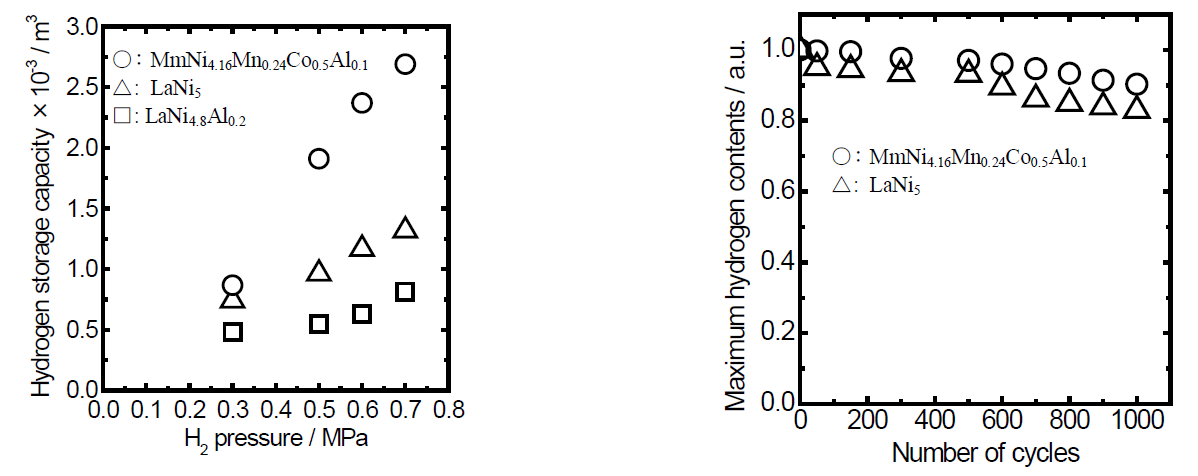 Hydrogen storage capacity × 10⁻³ / m³
3.0
2.5
2.0
1.5
1.0
0.5
0.0
○: MmNi₄.₁₆Mn₀.₂₄Co₀.₅Al₀.₁
△: LaNi₅
□: LaNi₄.₈Al₀.₂
0.0 0.1 0.2 0.3 0.4 0.5 0.6 0.7 0.8
H₂ pressure / MPa
Maximum hydrogen contents / a.u.
1.0
0.8
0.6
0.4
0.2
0.0
○: MmNi₄.₁₆Mn₀.₂₄Co₀.₅Al₀.₁
△: LaNi₅
0 200 400 600 800 1000
Number of cycles